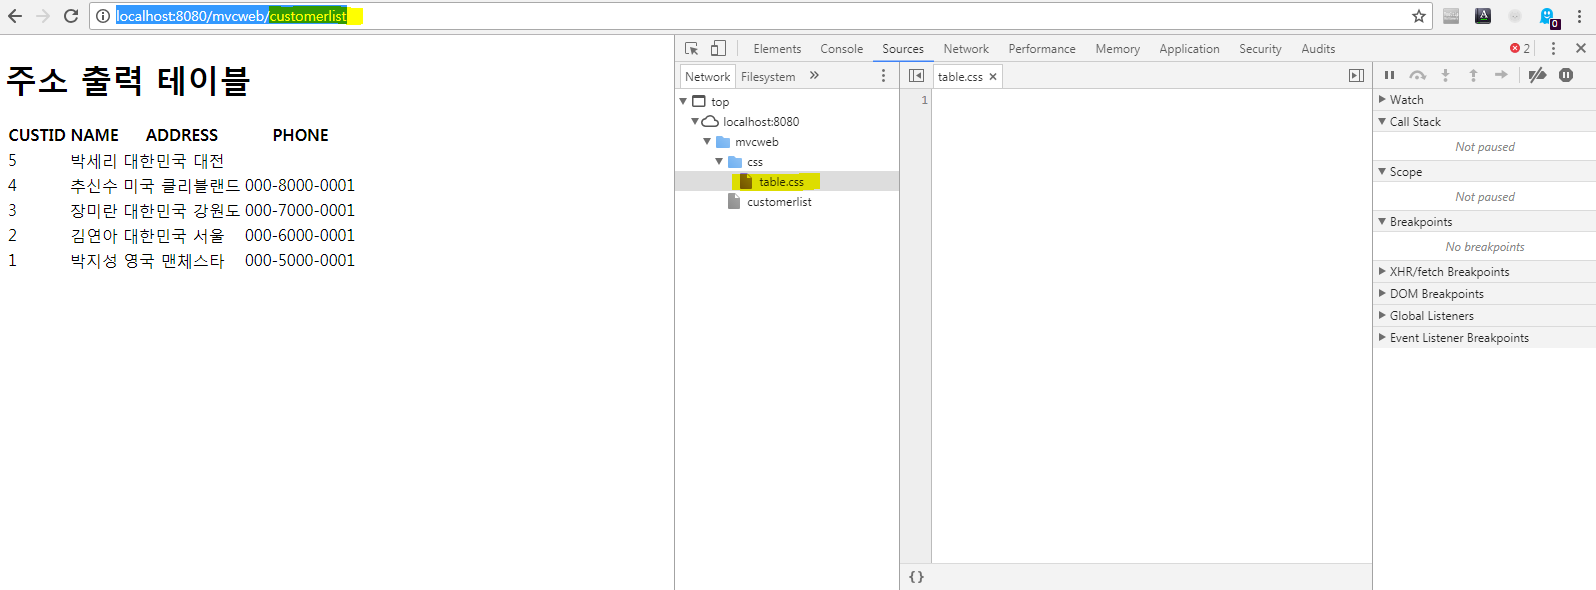 localhost:8080/mvcweb/customerlist
0
주소 출력 테이블
CUSTID NAME ADDRESS PHONE
5 박세리 대한민국 대전
4 추신수 미국 클리블랜드 000-8000-0001
3 장미란 대한민국 강원도 000-7000-0001
2 김연아 대한민국 서울 000-6000-0001
1 박지성 영국 맨체스타 000-5000-0001
Elements Console Sources Network Performance Memory Application Security Audits 2
Network Filesystem »
top
localhost:8080
mvcweb
css
table.css
customerlist
table.css ×
1
{}
Watch
Call Stack
Not paused
Scope
Not paused
Breakpoints
No breakpoints
XHR/fetch Breakpoints
DOM Breakpoints
Global Listeners
Event Listener Breakpoints